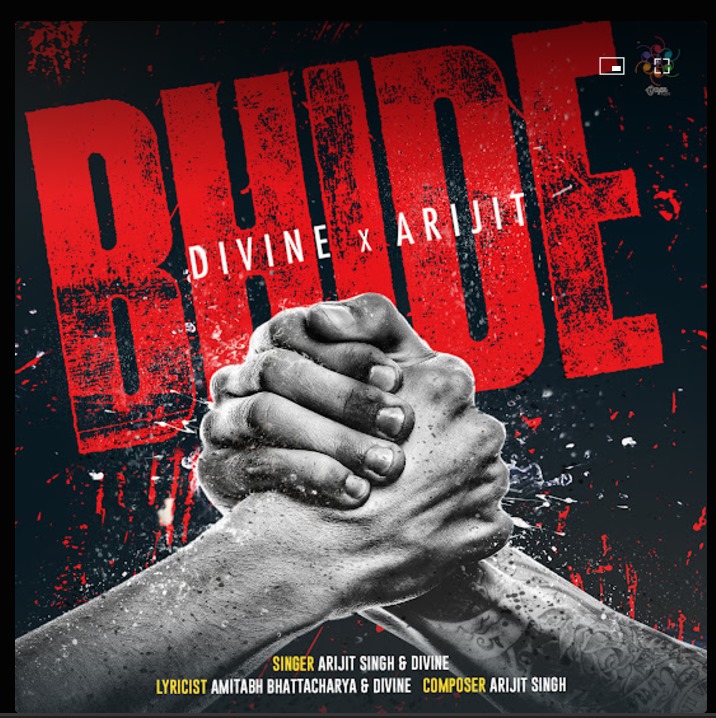 BHIDE
DIVINE x ARIJIT
SINGER ARIJIT SINGH & DIVINE
LYRICIST AMITABH BHATTACHARYA & DIVINE COMPOSER ARIJIT SINGH